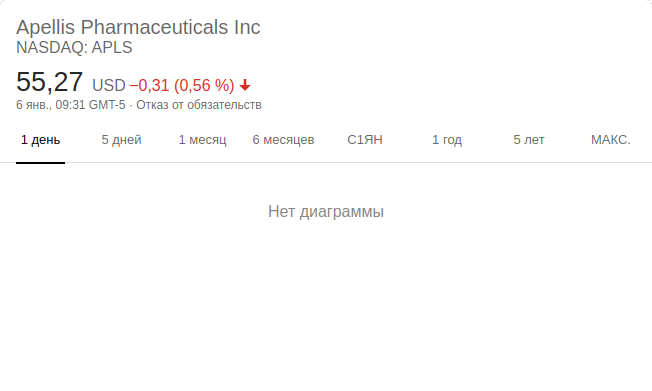 Apellis Pharmaceuticals Inc
NASDAQ: APLS
55,27 USD −0,31 (0,56 %)
6 янв., 09:31 GMT-5 · Отказ от обязательств
1 день 5 дней 1 месяц 6 месяцев С1ЯН 1 год 5 лет МАКС.
Нет диаграммы